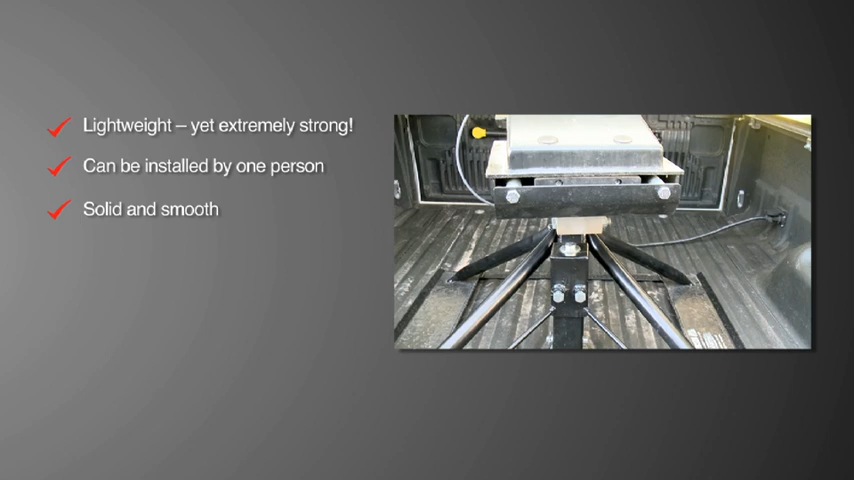 Lightweight – yet extremely strong!
Can be installed by one person
Solid and smooth